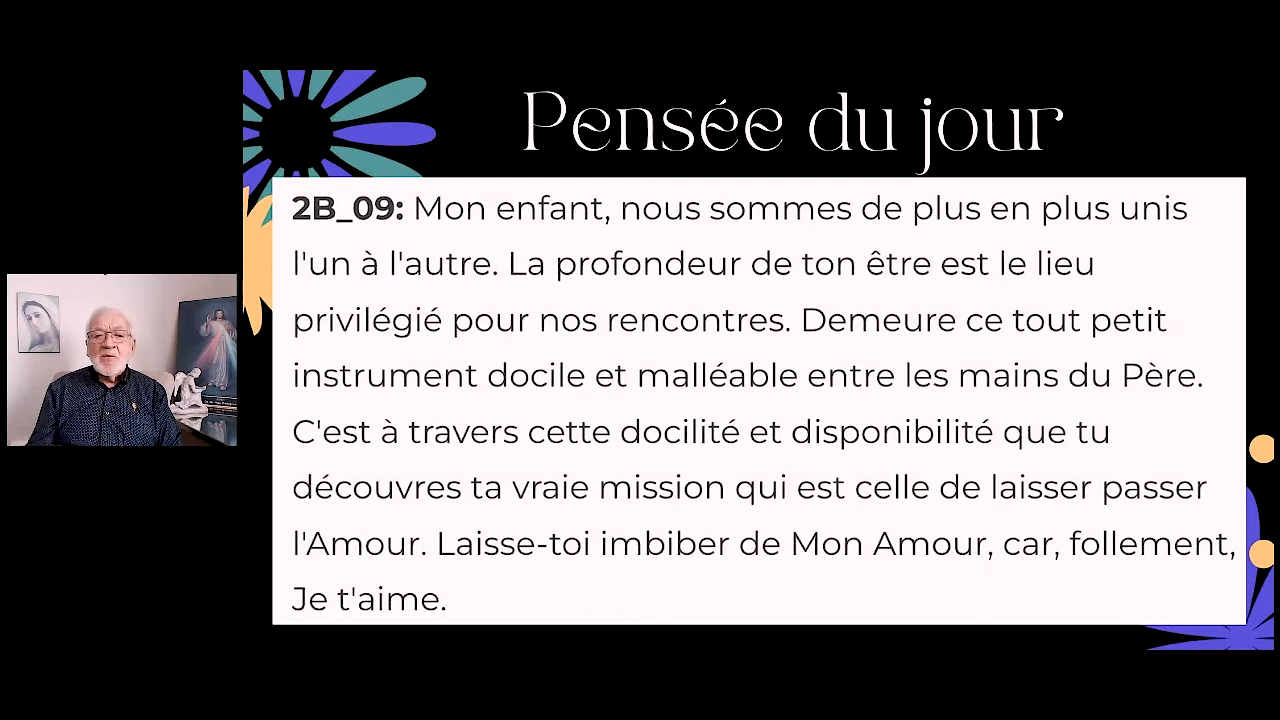 Pensée du jour
2B_09: Mon enfant, nous sommes de plus en plus unis
l'un à l'autre. La profondeur de ton être est le lieu
privilégié pour nos rencontres. Demeure ce tout petit
instrument docile et malléable entre les mains du Père.
C'est à travers cette docilité et disponibilité que tu
découvres ta vraie mission qui est celle de laisser passer
l'Amour. Laisse-toi imbiber de Mon Amour, car, follement,
Je t'aime.